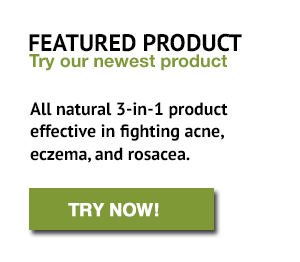 FEATURED PRODUCT
Try our newest product
All natural 3-in-1 product
effective in fighting acne,
eczema, and rosacea.
TRY NOW!